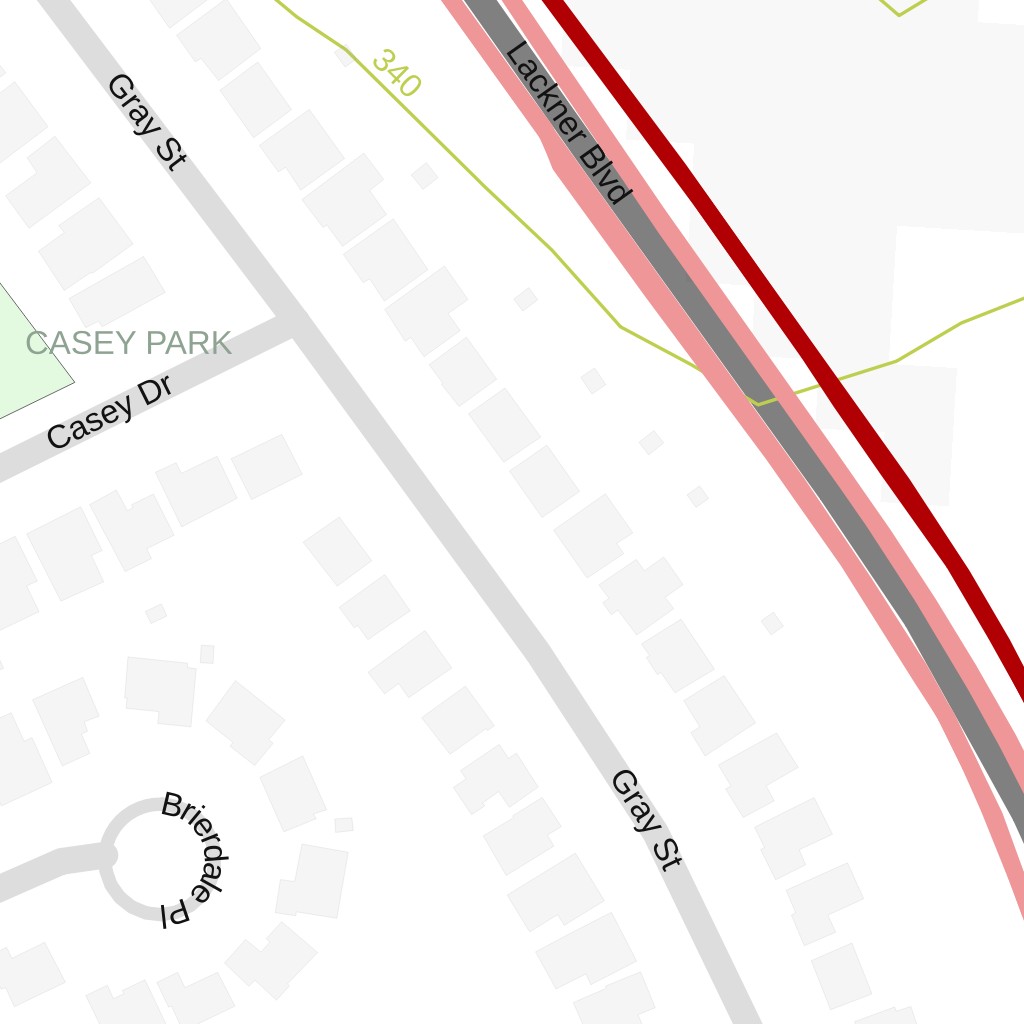 340
Lackner Blvd
Gray St
CASEY PARK
Casey Dr
Gray St
Brierdale Pl